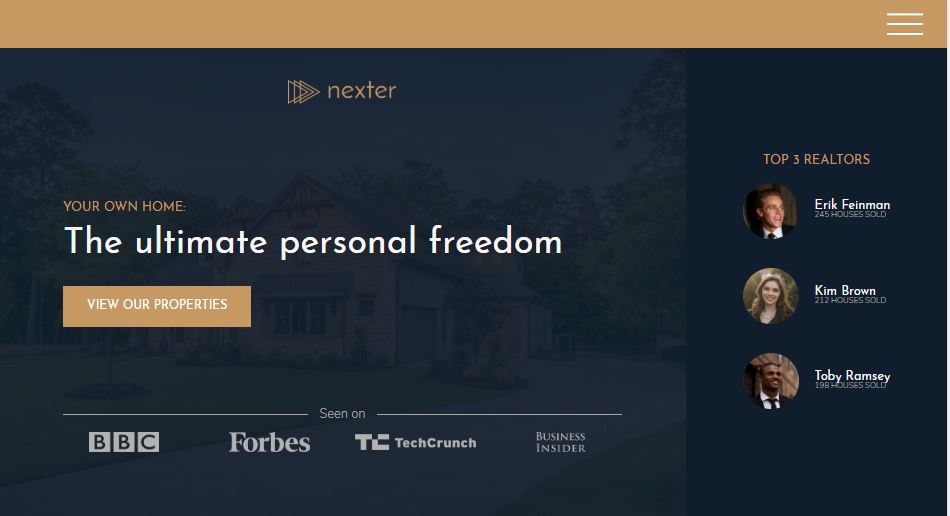 nexter
YOUR OWN HOME:
The ultimate personal freedom
VIEW OUR PROPERTIES
Seen on
BBC
Forbes
TC TechCrunch
BUSINESS
INSIDER
TOP 3 REALTORS
Erik Feinman
245 HOUSES SOLD
Kim Brown
212 HOUSES SOLD
Toby Ramsey
198 HOUSES SOLD